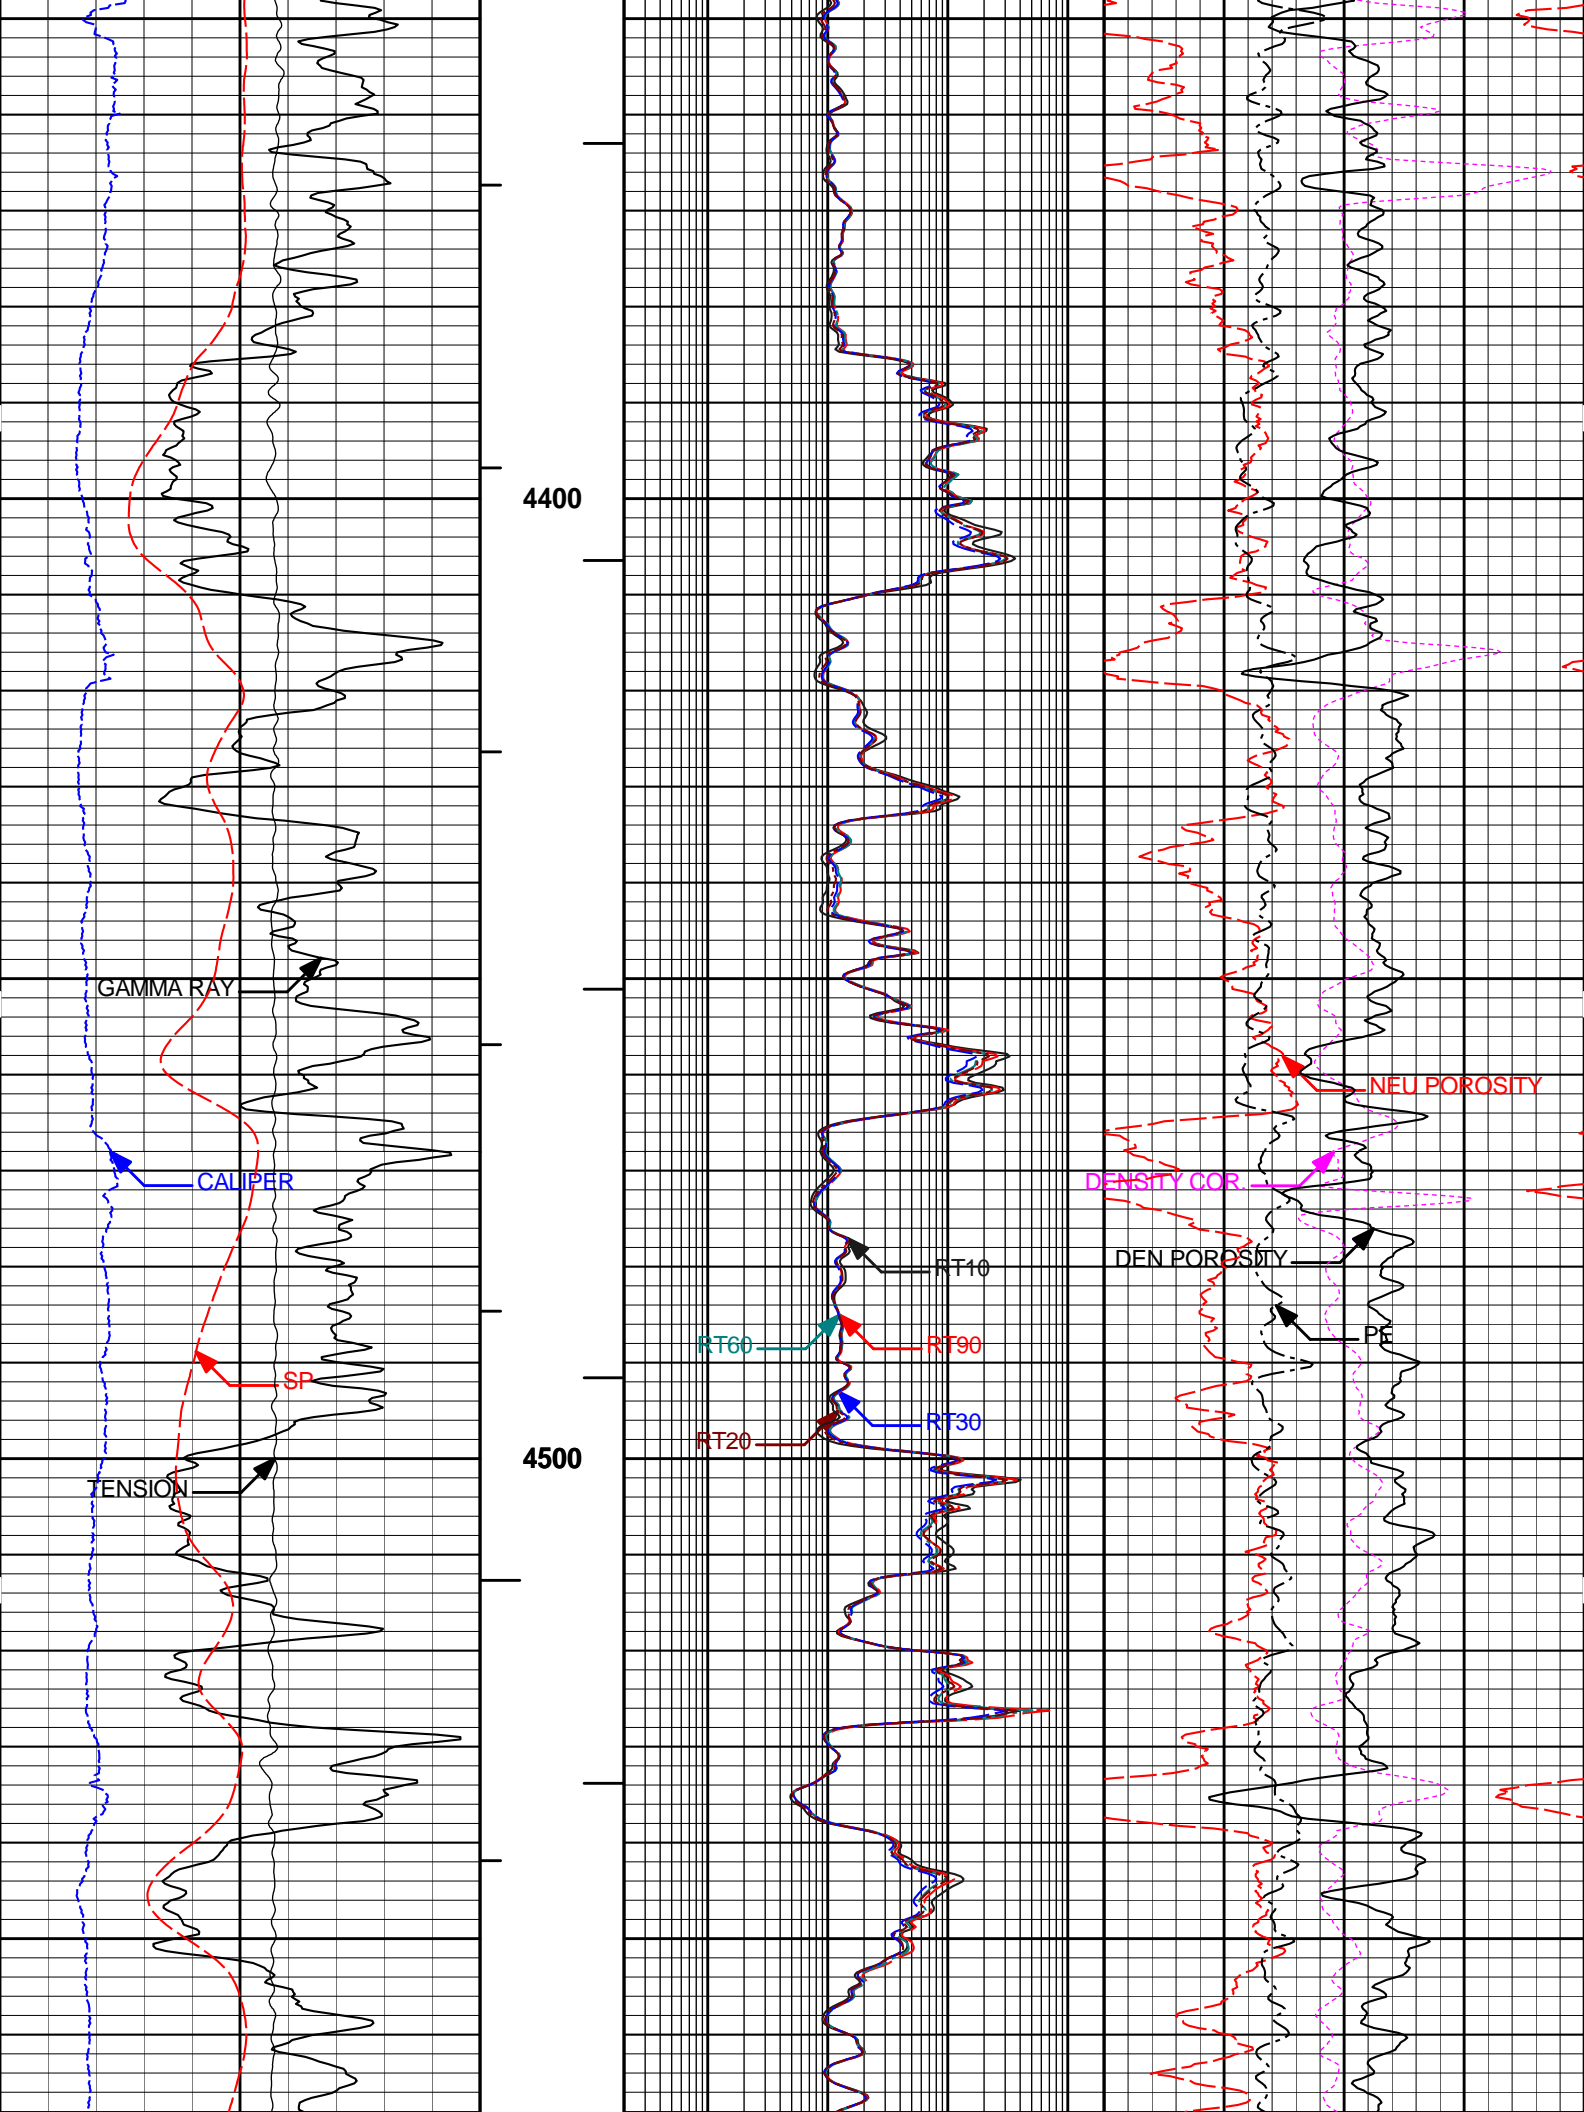 4400
GAMMA RAY
NEU POROSITY
CALIPER
DENSITY COR.
DEN POROSITY
RT10
PE
RT60
RT90
SP
RT30
RT20
4500
TENSION